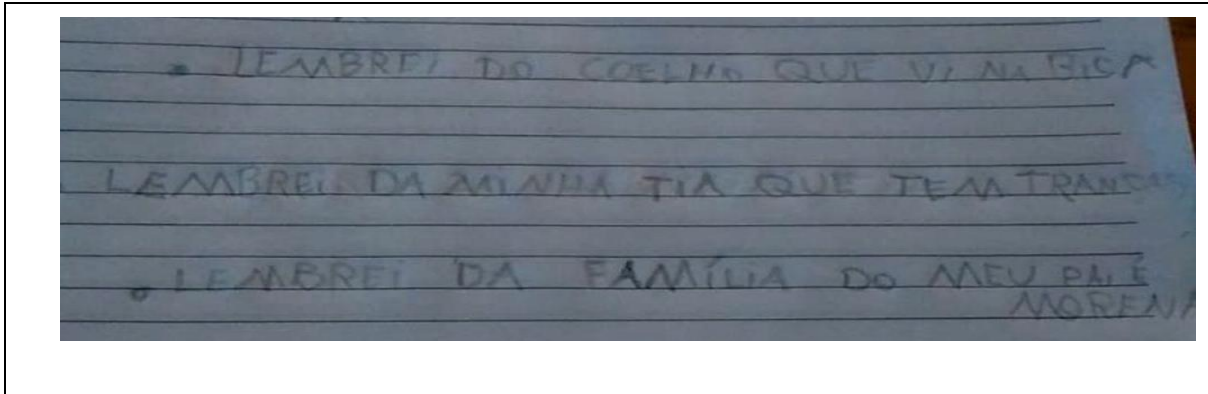 • LEMBREI DO COELHO QUE VI NA BICA
LEMBREI DA MINHA TIA QUE TEM TRANÇAS
• LEMBREI DA FAMÍLIA DO MEU PAI É
MORENA